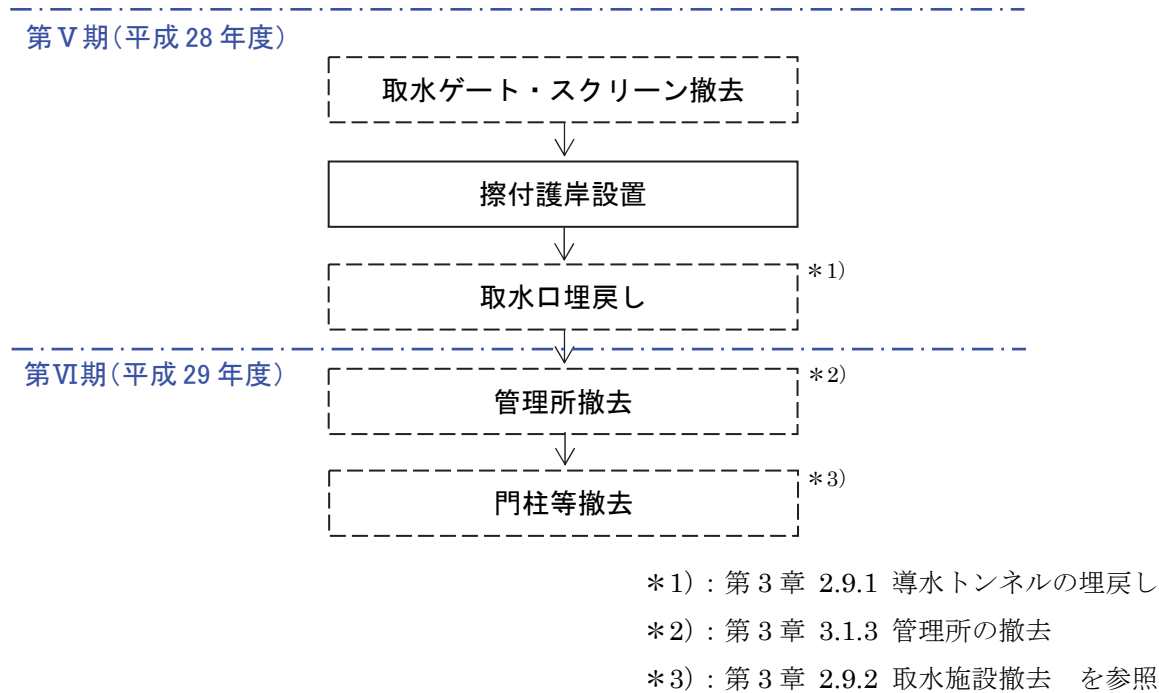 第Ⅴ期(平成 28 年度)
取水ゲート・スクリーン撤去
擦付護岸設置
取水口埋戻し
*1)
第Ⅵ期(平成 29 年度)
管理所撤去
*2)
門柱等撤去
*3)
*1) : 第 3 章 2.9.1 導水トンネルの埋戻し
*2) : 第 3 章 3.1.3 管理所の撤去
*3) : 第 3 章 2.9.2 取水施設撤去　を参照